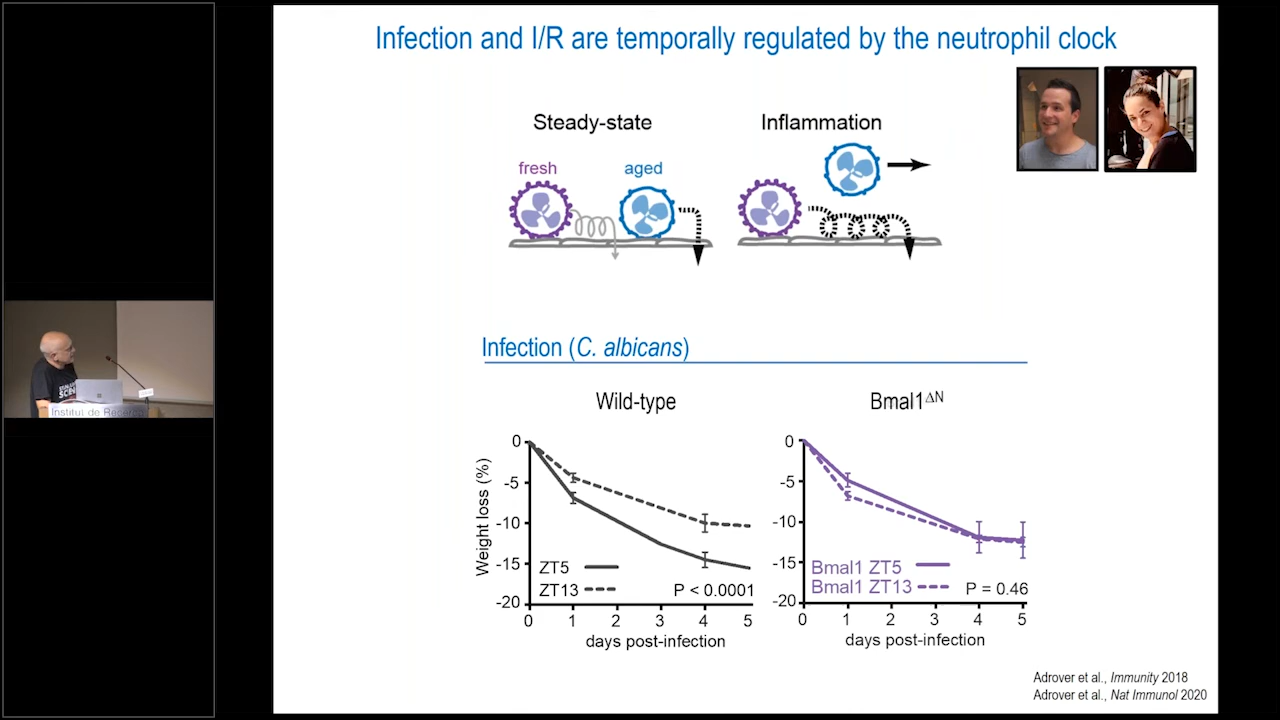 Infection and I/R are temporally regulated by the neutrophil clock
Steady-state
Inflammation
fresh
aged
Infection (C. albicans)
Wild-type
Bmal1ΔN
Weight loss (%)
0
-5
-10
-15
-20
ZT5
ZT13
P < 0.0001
0 1 2 3 4 5
days post-infection
0
-5
-10
-15
-20
Bmal1 ZT5
Bmal1 ZT13
P = 0.46
0 1 2 3 4 5
days post-infection
Adrover et al., Immunity 2018
Adrover et al., Nat Immunol 2020
Institut de Recerca